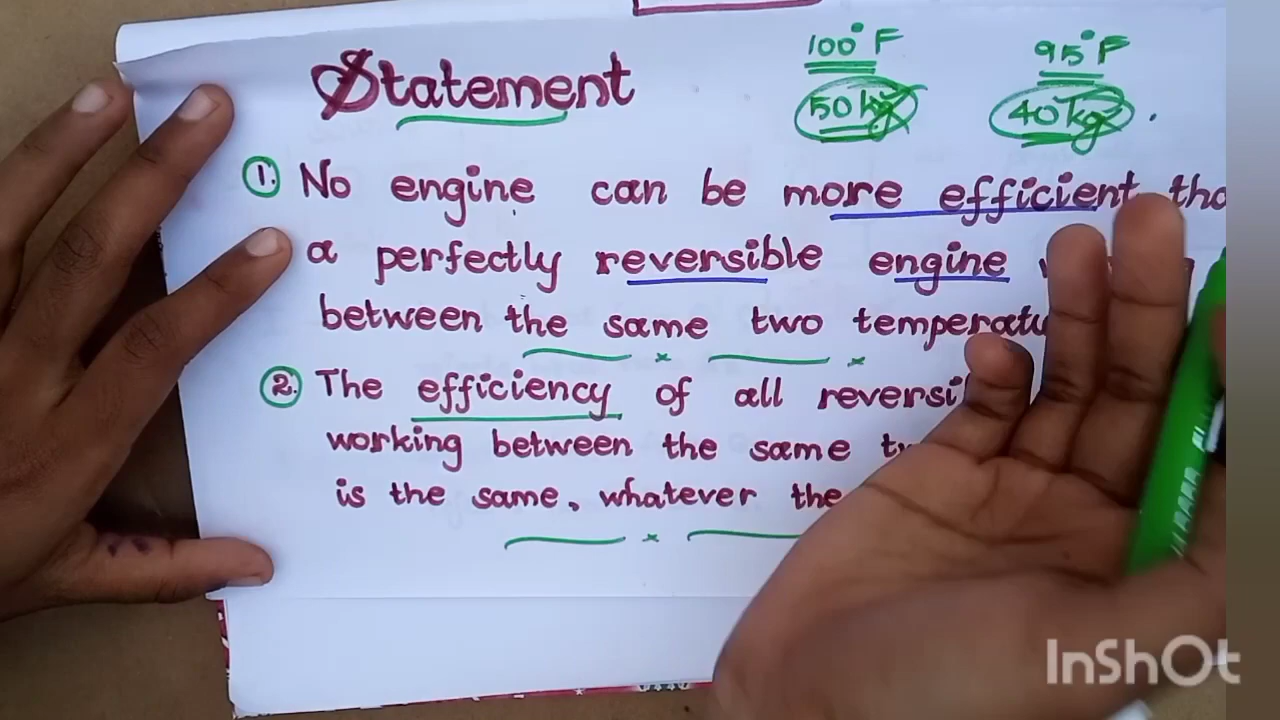 100°F 95°F
Statement
50 kg 40 kg
1. No engine can be more efficient
a perfectly reversible engine
between the same two
2. The efficiency of all
working between the same
is the same, whatever the
InShOt